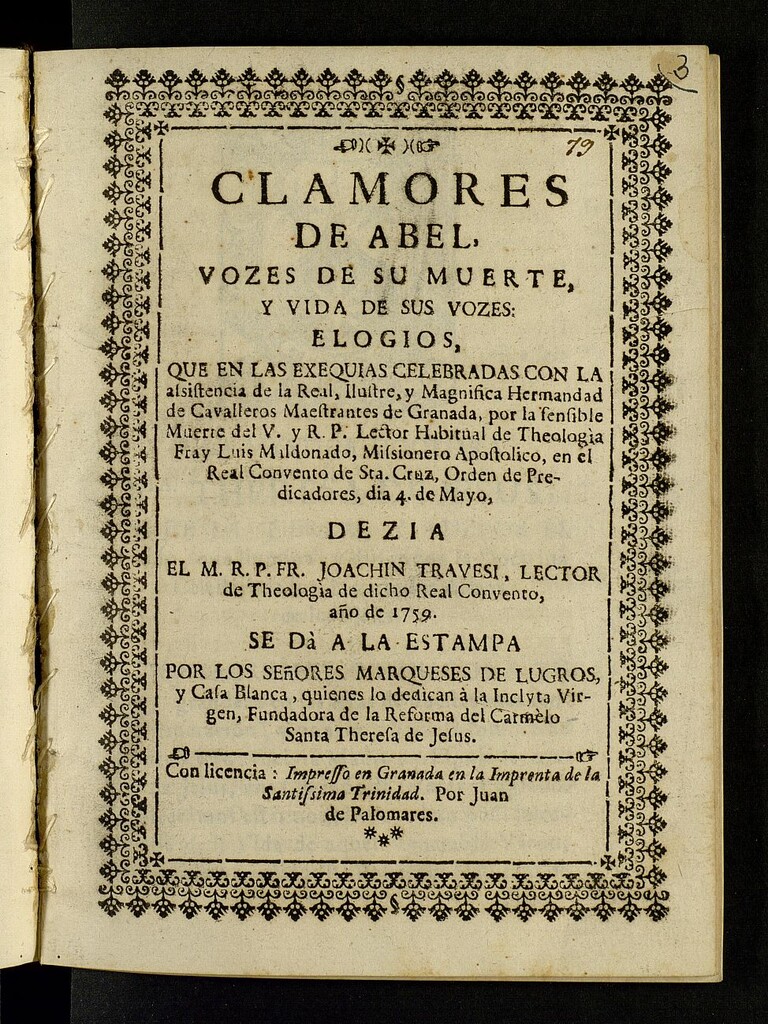 3
79
CLAMORES
DE ABEL,
VOZES DE SU MUERTE,
Y VIDA DE SUS VOZES:
ELOGIOS,
QUE EN LAS EXEQUIAS CELEBRADAS CON LA
asistencia de la Real, Ilustre, y Magnifica Hermandad
de Cavalleros Maestrantes de Granada, por la sensible
Muerte del V. y R. P. Lector Habitual de Theologia
Fray Luis Maldonado, Missionero Apostolico, en el
Real Convento de Sta. Cruz, Orden de Pre-
dicadores, dia 4. de Mayo,
DEZIA
EL M. R. P. FR. JOACHIN TRAVESI, LECTOR
de Theologia de dicho Real Convento,
año de 1759.
SE Dà A LA ESTAMPA
POR LOS SEñORES MARQUESES DE LUGROS,
y Casa Blanca, quienes lo dedican à la Inclyta Vir-
gen, Fundadora de la Reforma del Carmelo
Santa Theresa de Jesus.
Con licencia : Impresso en Granada en la Imprenta de la
Santissima Trinidad. Por Juan
de Palomares.